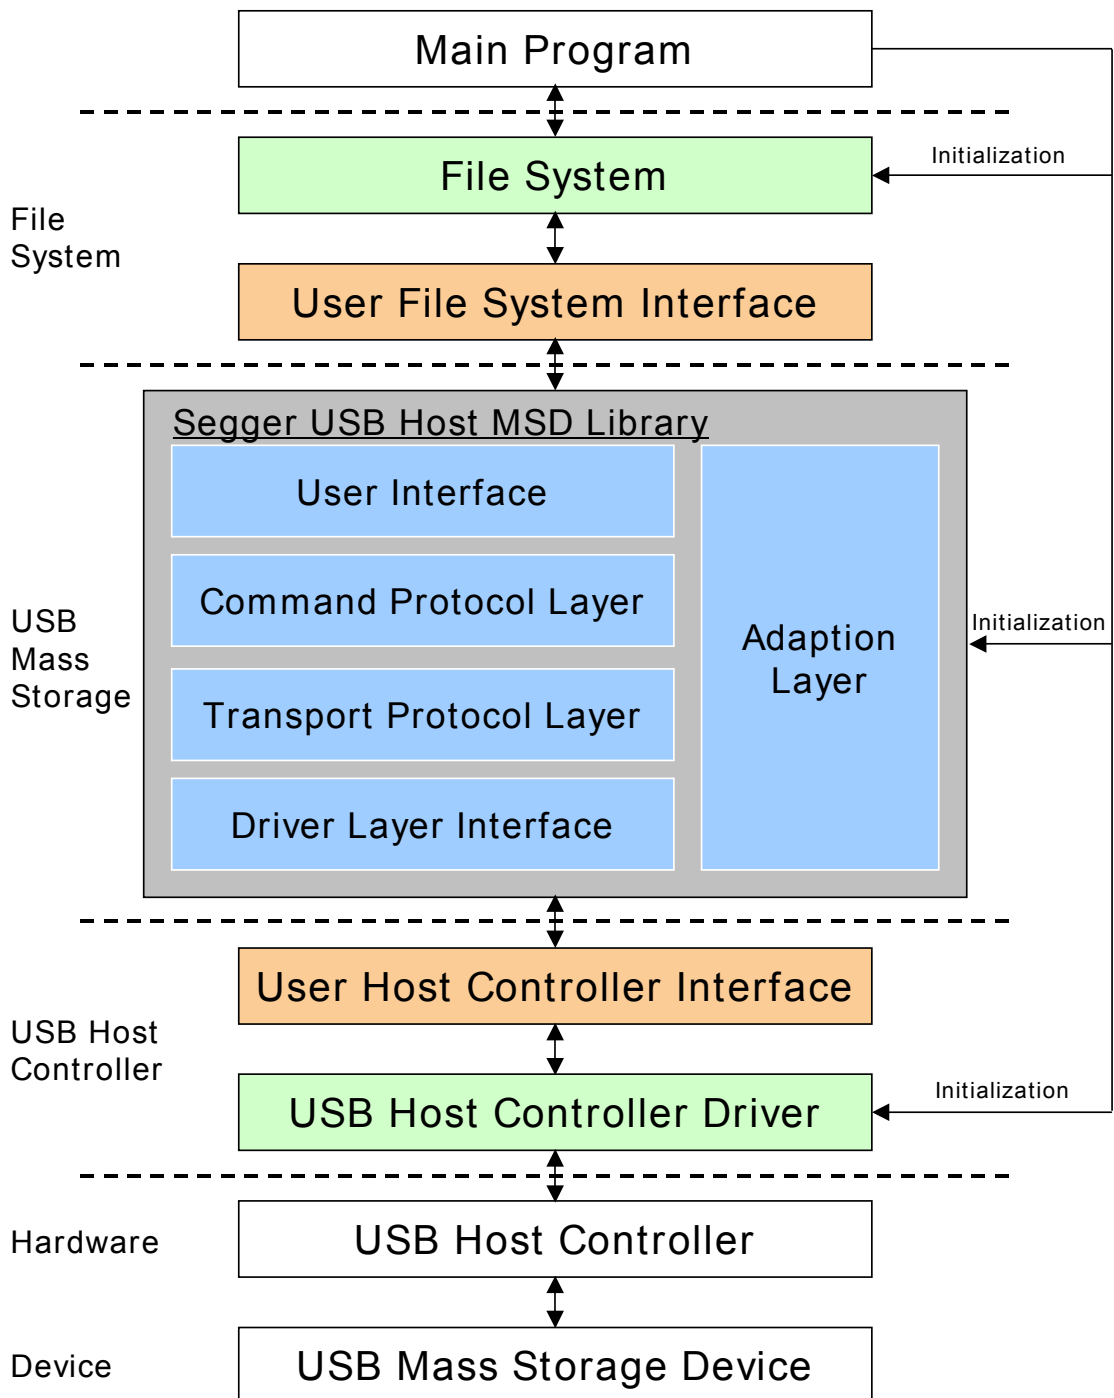 Main Program
Initialization
File System
File
System
User File System Interface
Segger USB Host MSD Library
User Interface
Command Protocol Layer
Transport Protocol Layer
Driver Layer Interface
Adaption
Layer
USB
Mass
Storage
Initialization
User Host Controller Interface
USB Host
Controller
USB Host Controller Driver
Initialization
Hardware
USB Host Controller
Device
USB Mass Storage Device